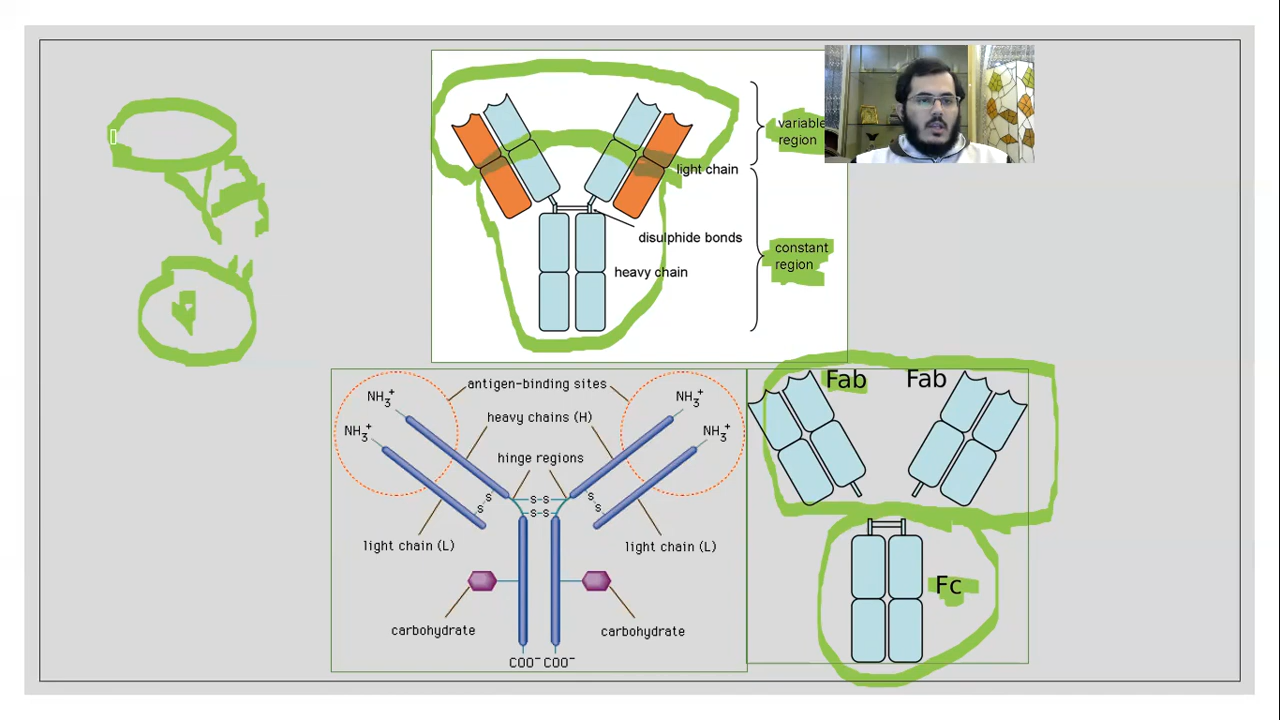 variable
region
light chain
disulphide bonds
constant
region
heavy chain
antigen-binding sites
NH₃⁺
NH₃⁺
heavy chains (H)
NH₃⁺
NH₃⁺
hinge regions
S
S
S–S
S–S
S
S
light chain (L)
light chain (L)
carbohydrate
carbohydrate
COO⁻ COO⁻
Fab
Fab
Fc